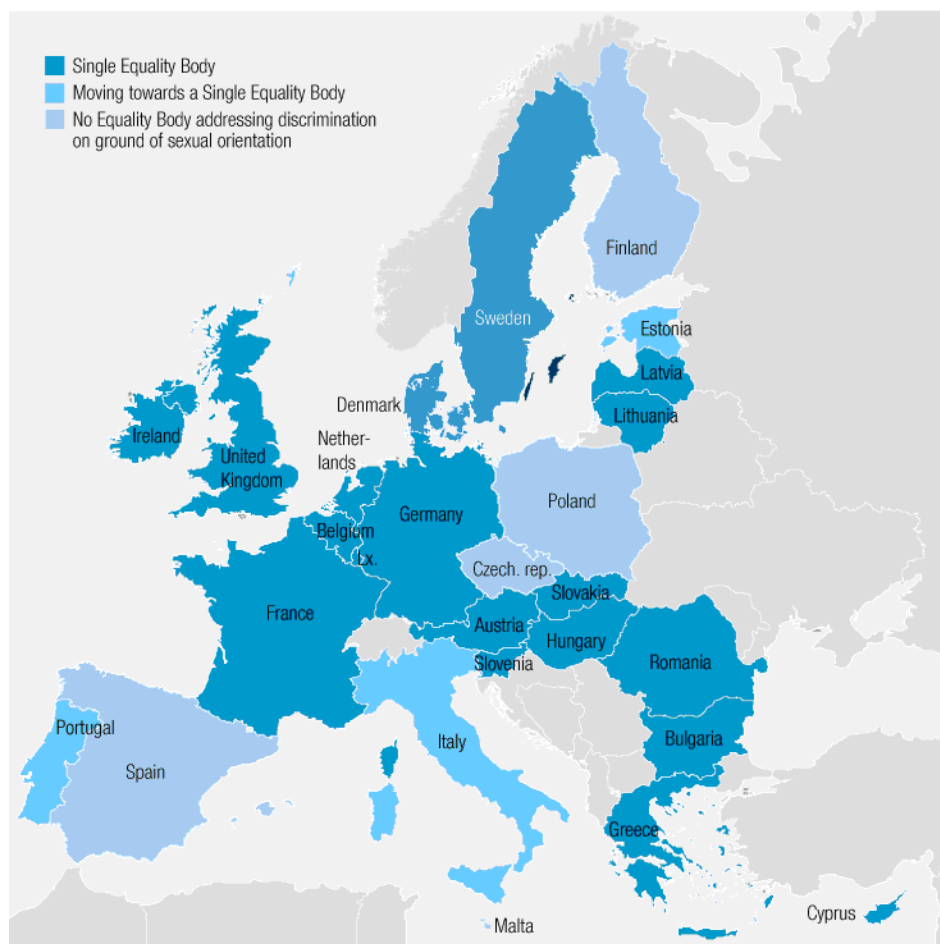 Single Equality Body
Moving towards a Single Equality Body
No Equality Body addressing discrimination
on ground of sexual orientation
Finland
Sweden
Estonia
Latvia
Denmark
Lithuania
Nether-
lands
Ireland
United
Kingdom
Poland
Germany
Belgium
Lx.
Czech. rep.
Slovakia
France
Austria
Hungary
Slovenia
Romania
Portugal
Italy
Bulgaria
Spain
Greece
Cyprus
Malta